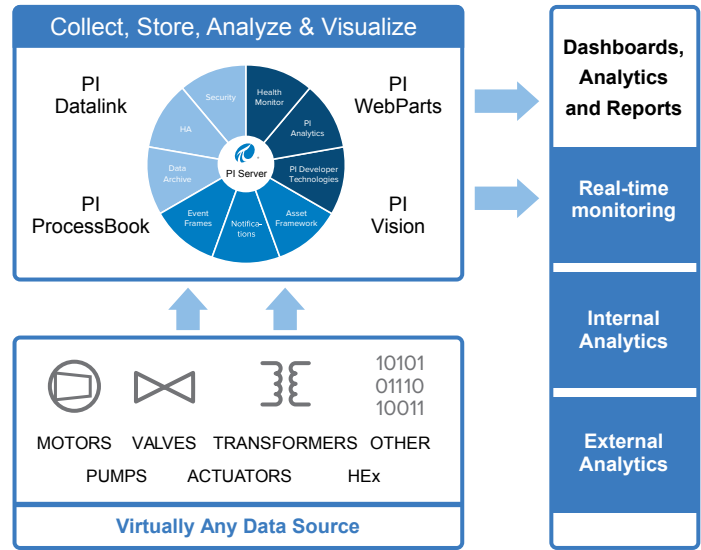 Collect, Store, Analyze & Visualize
PI
Datalink
PI
WebParts
PI
ProcessBook
PI
Vision
Security
Health
Monitor
HA
PI
Analytics
Data
Archive
PI Server
PI Developer
Technologies
Event
Frames
Notifica-
tions
Asset
Framework
10101
01110
10011
MOTORS VALVES TRANSFORMERS OTHER
PUMPS ACTUATORS HEx
Virtually Any Data Source
Dashboards,
Analytics
and Reports
Real-time
monitoring
Internal
Analytics
External
Analytics